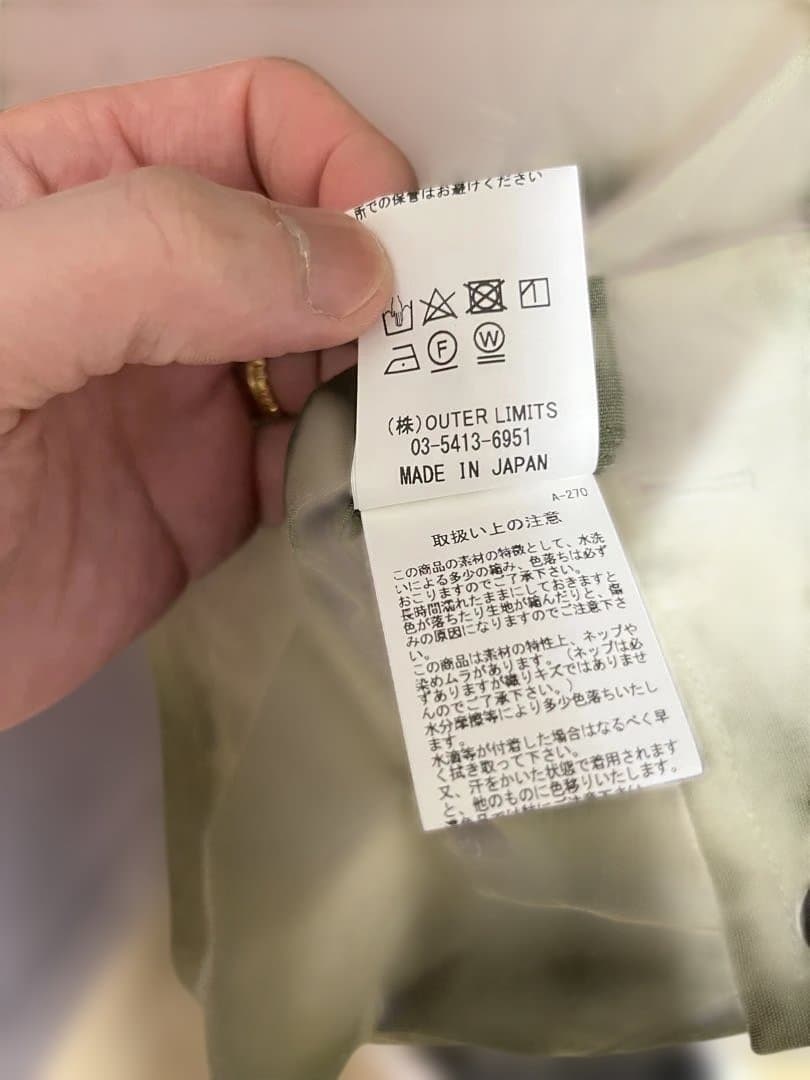 所での保管はお避けください
F W
(株)OUTER LIMITS
03-5413-6951
MADE IN JAPAN
A-270
取扱い上の注意
この商品の素材の特徴として、水洗
いによる多少の縮み、色落ちは必ず
おこりますのでご了承下さい。
長時間濡れたままにしておきますと
色が落ちたり生地が縮んだりと、傷
みの原因になりますのでご注意下さ
い。
この商品は素材の特性上、ネップや
染めムラがあります。(ネップは必
ずありますが織りキズではありませ
んのでご了承下さい。)
水分摩擦等により多少色落ちいたし
ます。
水滴等が付着した場合はなるべく早
く拭き取って下さい。
又、汗をかいた状態で着用されます
と、他のものに色移りいたします。